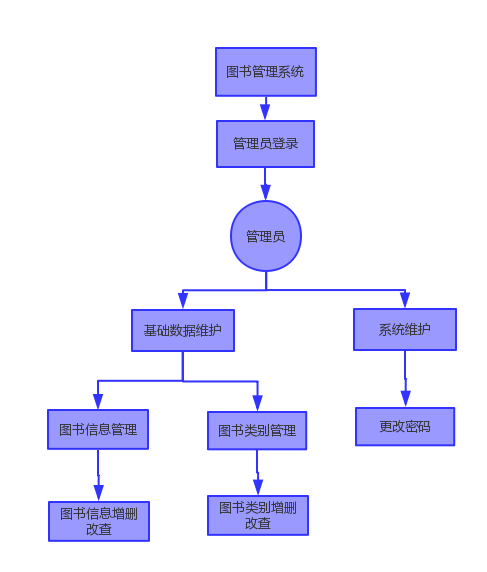 图书管理系统
管理员登录
管理员
基础数据维护
系统维护
图书信息管理
图书类别管理
更改密码
图书信息增删
改查
图书类别增删
改查